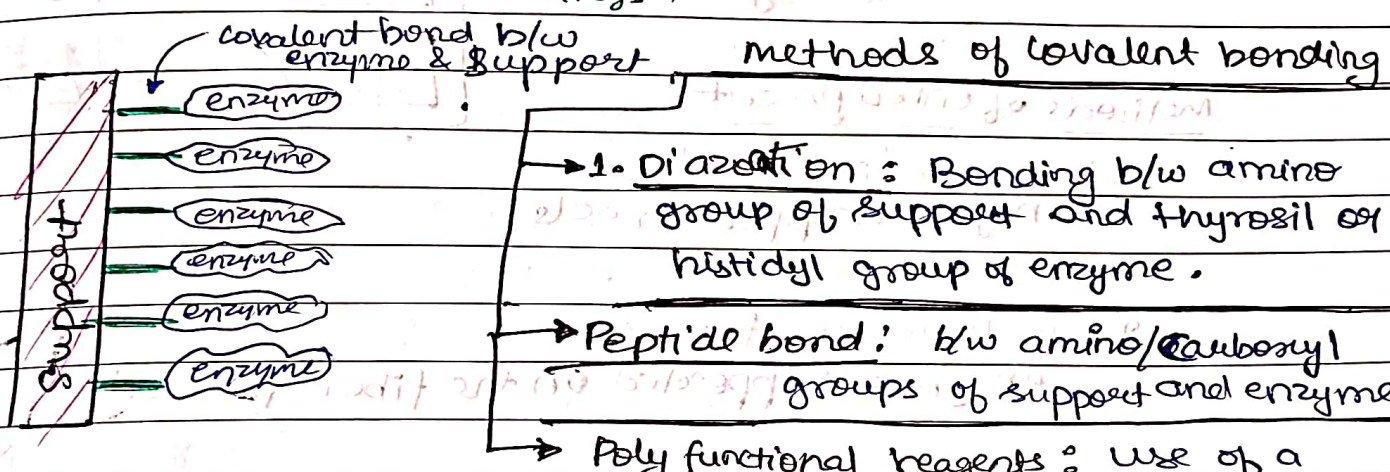 covalent bond b/w
enzyme & Support
methods of covalent bonding
enzyme
enzyme
enzyme
enzyme
enzyme
enzyme
Support
→1. Diazoation : Bonding b/w amino
group of support and thyrosil or
histidyl group of enzyme.
→ Peptide bond : b/w amino/carboxyl
groups of support and enzyme
→ Poly functional reagents : use of a